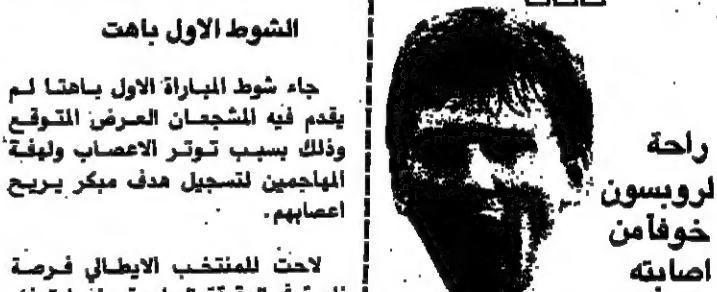 الشوط الاول باهت
جاء شوط المباراة الاول باهتا لم
يقدم فيه المشجعان العرض المتوقع
وذلك بسبب توتر الاعصاب ولهفة
المهاجمين لتسجيل هدف مبكر يريح
اعصابهم.
لاحت للمنتخب الايطالي فرصة
راحة
لروبسون
خوفا من
اصابته